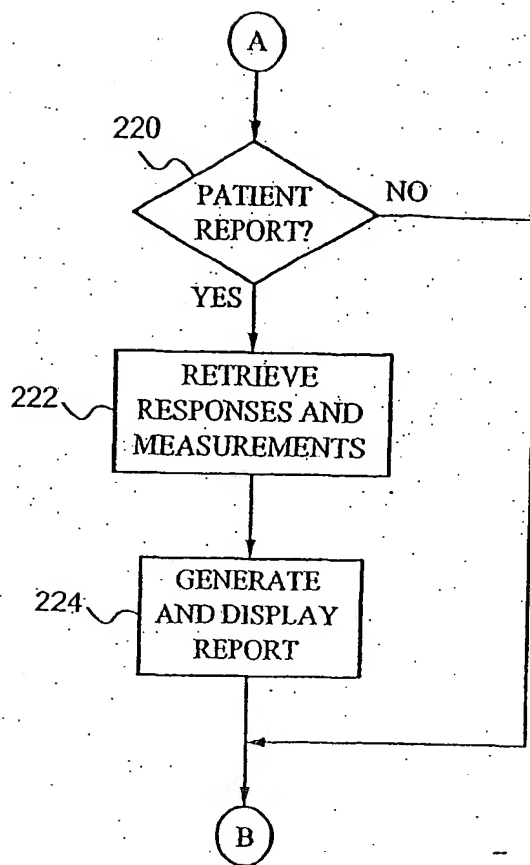 A
220
PATIENT
REPORT?
NO
YES
222
RETRIEVE
RESPONSES AND
MEASUREMENTS
224
GENERATE
AND DISPLAY
REPORT
B